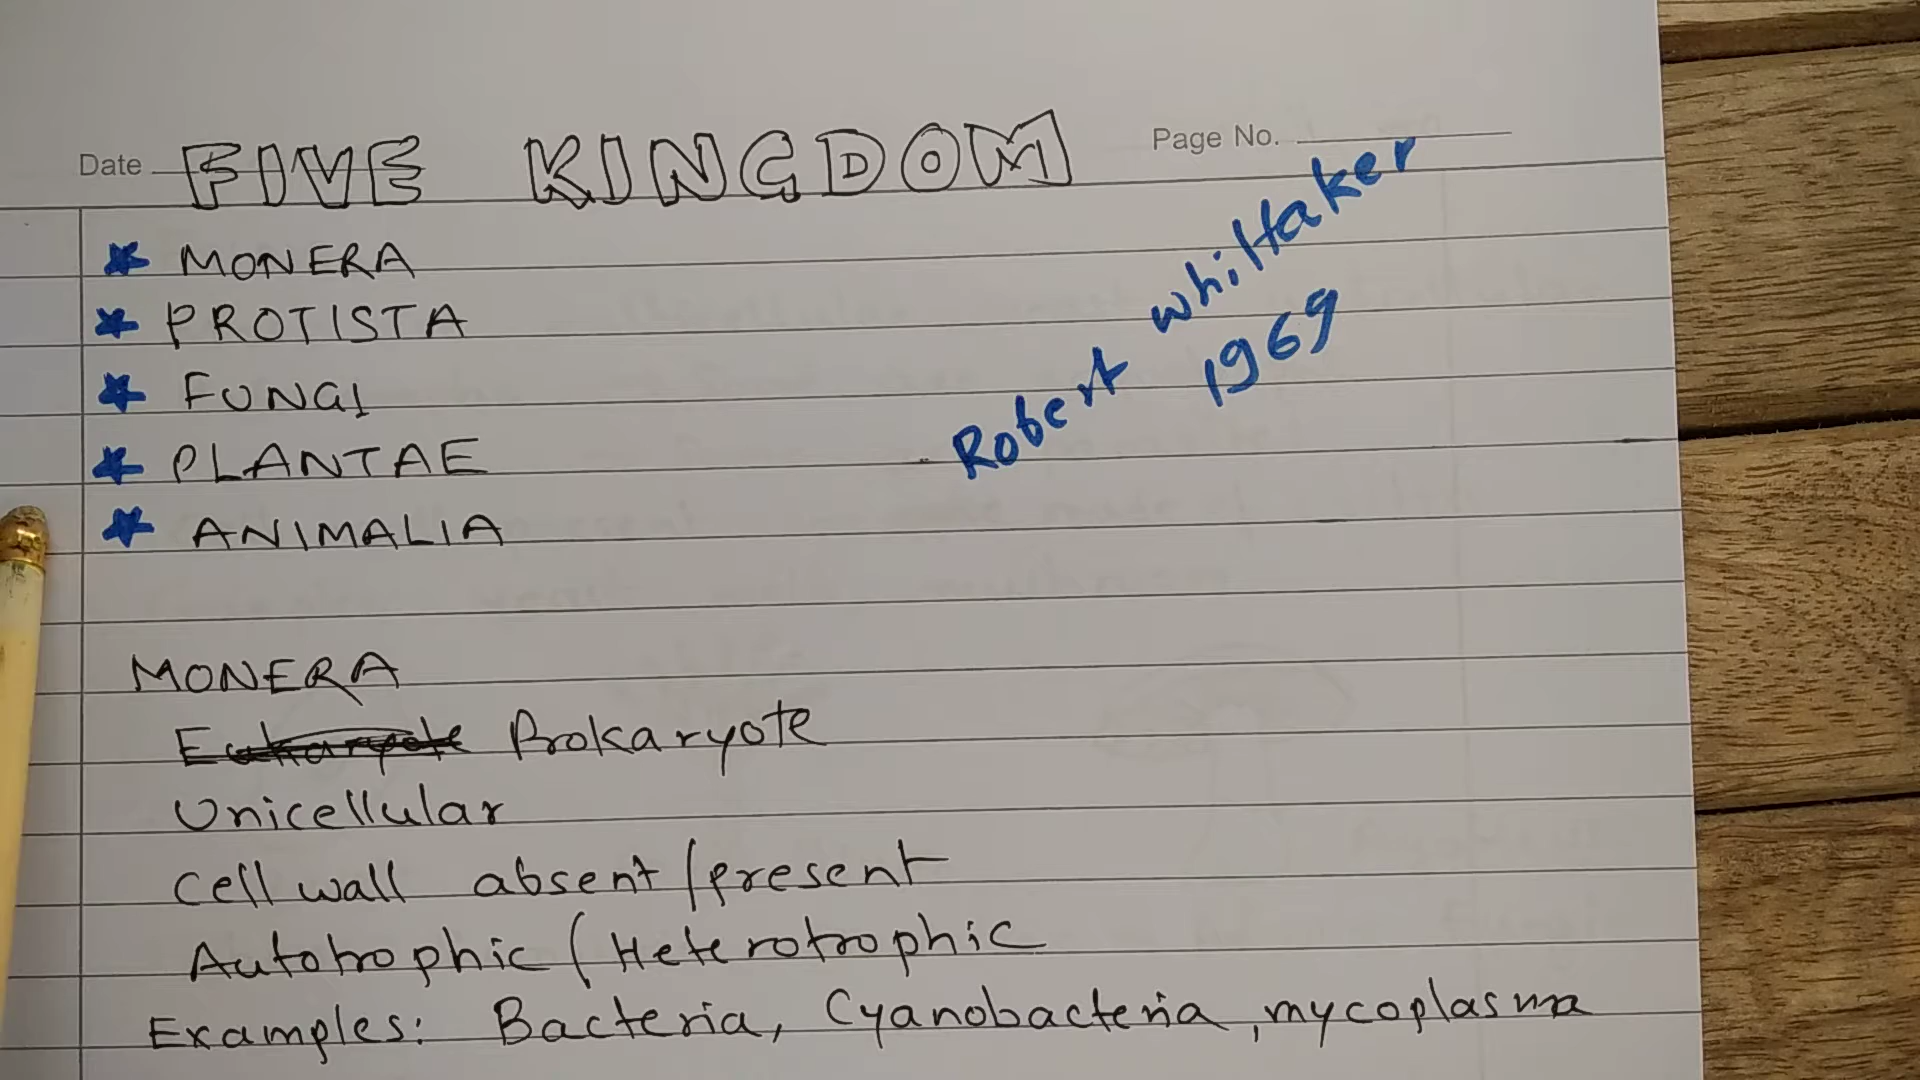 Date
FIVE KINGDOM
Page No.
MONERA
PROTISTA
FUNGI
PLANTAE
ANIMALIA
Robert whittaker
1969
MONERA
Eukaryote Prokaryote
Unicellular
Cell wall absent/present
Autotrophic/Heterotrophic
Examples: Bacteria, Cyanobacteria, mycoplasma